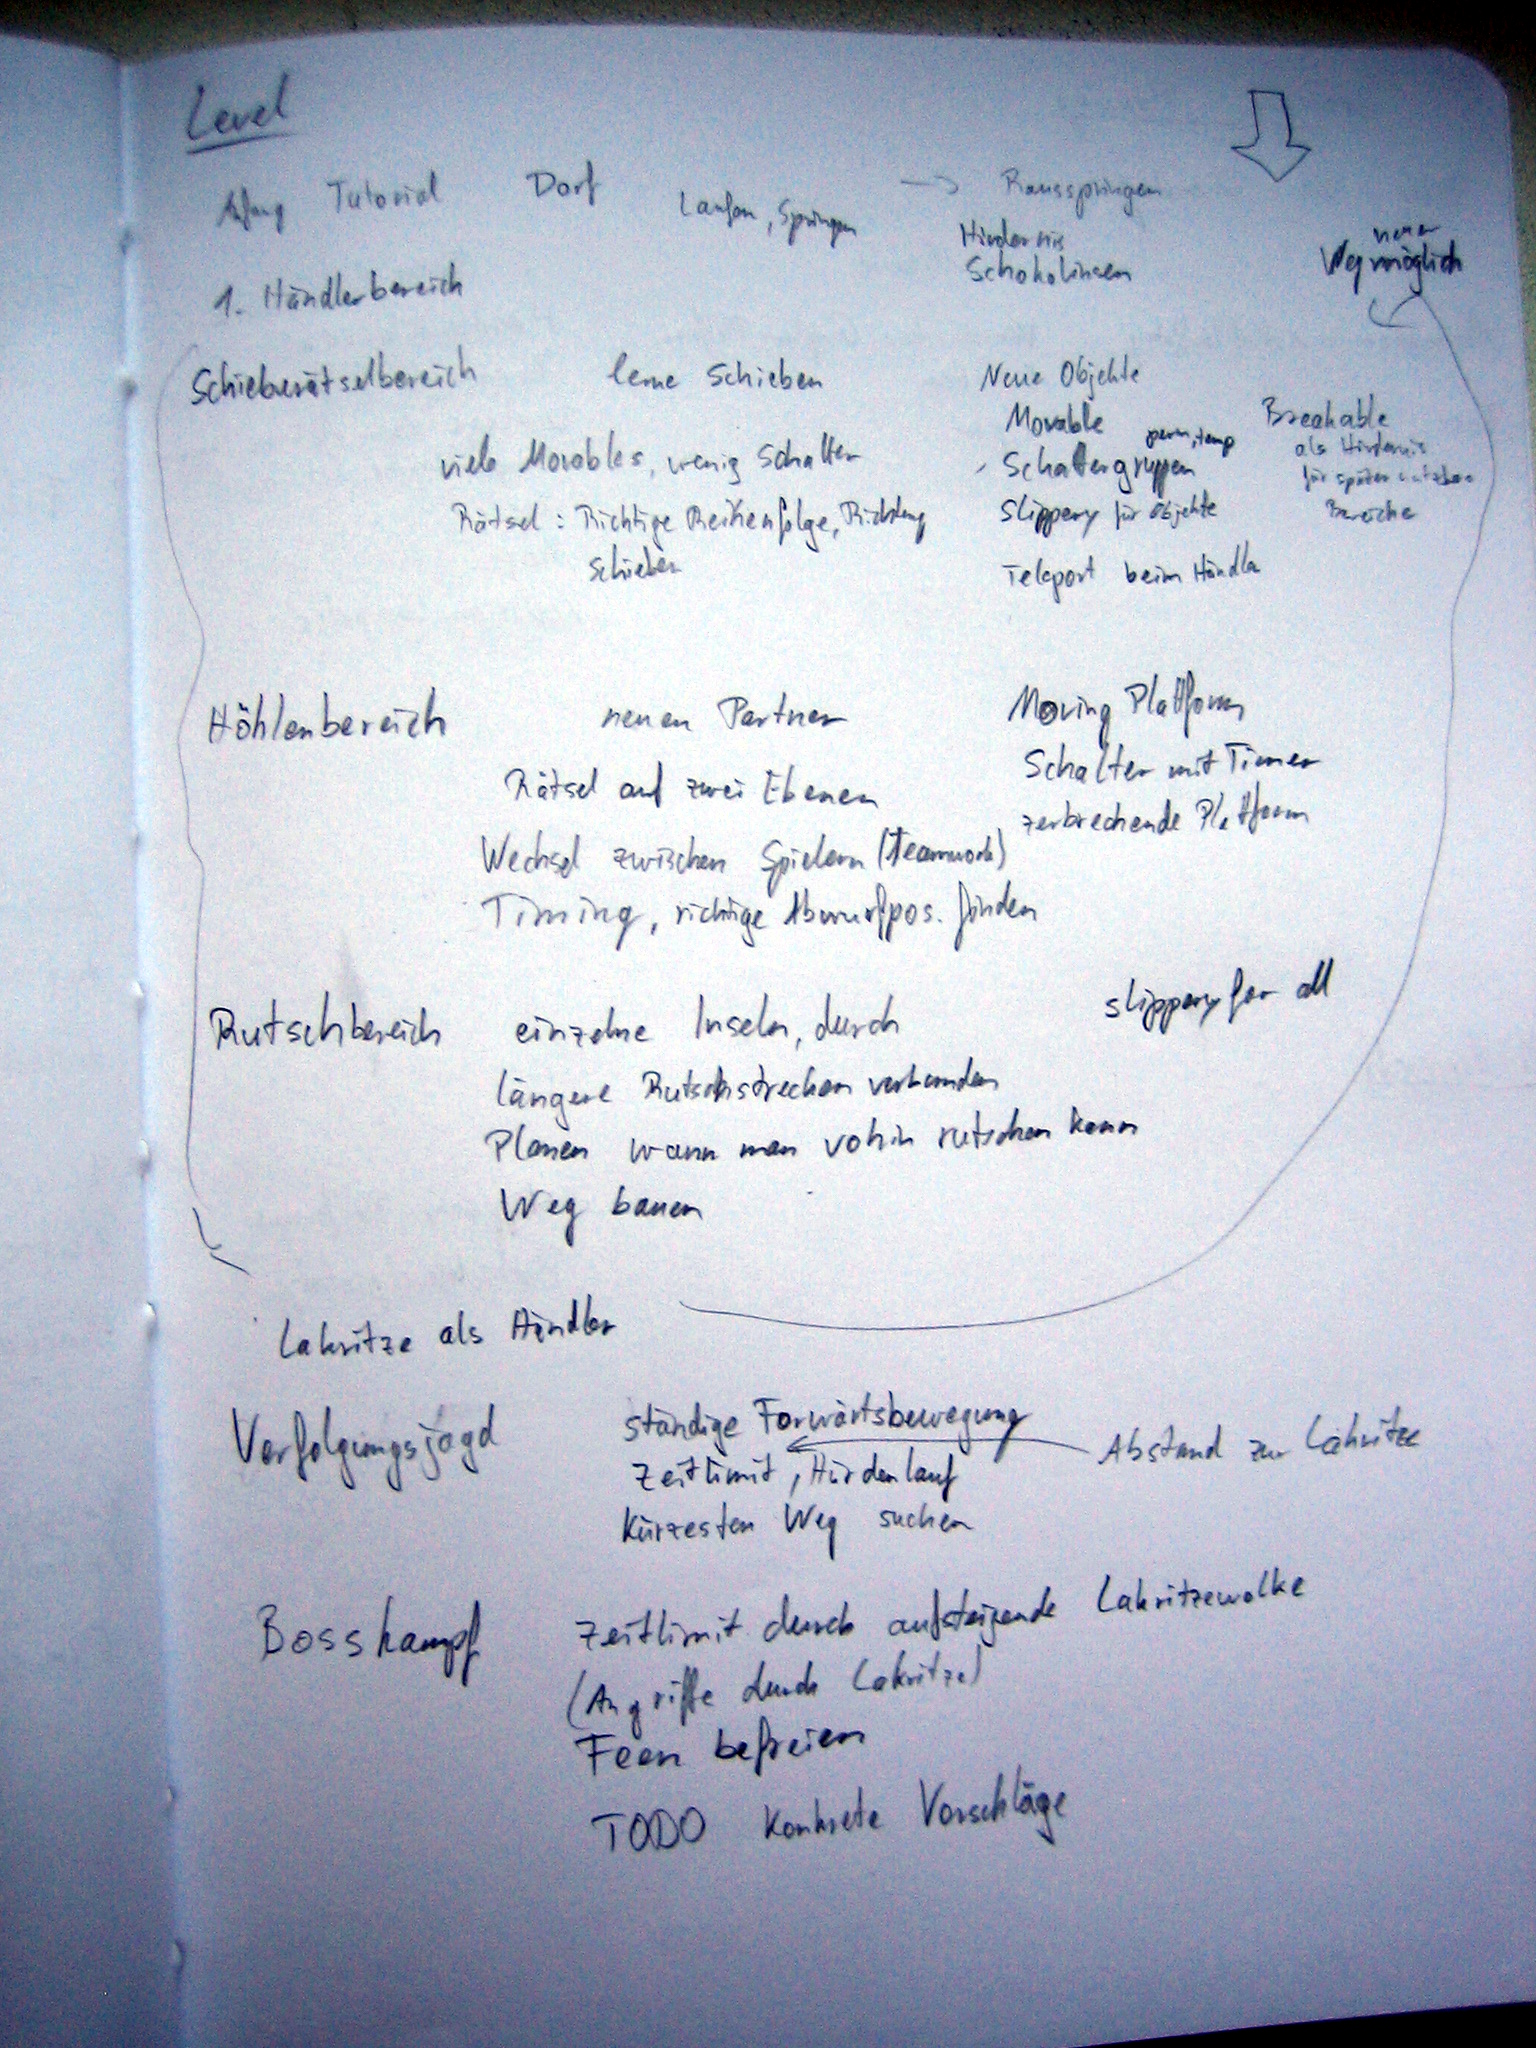 Level
Anfang Tutorial Dorf Laufen, Springen → Rausspringen
Hindernis
Schokolinsen
neuer
Weg möglich
1. Händlerbereich
Schieberätselbereich lerne Schieben Neue Objekte
Movable perm, temp Breakable
viele Movables, wenig Schalter Schaltergruppen als Hindernis
für später nutzbare
Rätsel: Richtige Reihenfolge, Richtung slippery für Objekte Bereiche
schieben Teleport beim Händler
Höhlenbereich neuen Partner Moving Plattform
Rätsel auf zwei Ebenen Schalter mit Timer
zerbrechende Plattform
Wechsel zwischen Spielern (Teamwork)
Timing, richtige Abwurfpos. finden
Rutschbereich einzelne Inseln, durch slippery for all
längere Rutschstrecken verbunden
Planen wann man wohin rutschen kann
Weg bauen
Lakritze als Händler
Verfolgungsjagd ständige Forwärtsbewegung
Zeitlimit, Hürdenlauf Abstand zur Lakritze
Kürzesten Weg suchen
Bosskampf Zeitlimit durch aufsteigende Lakritzewolke
(Angriffe durch Lakritze)
Feen befreien
TODO Konkrete Vorschläge